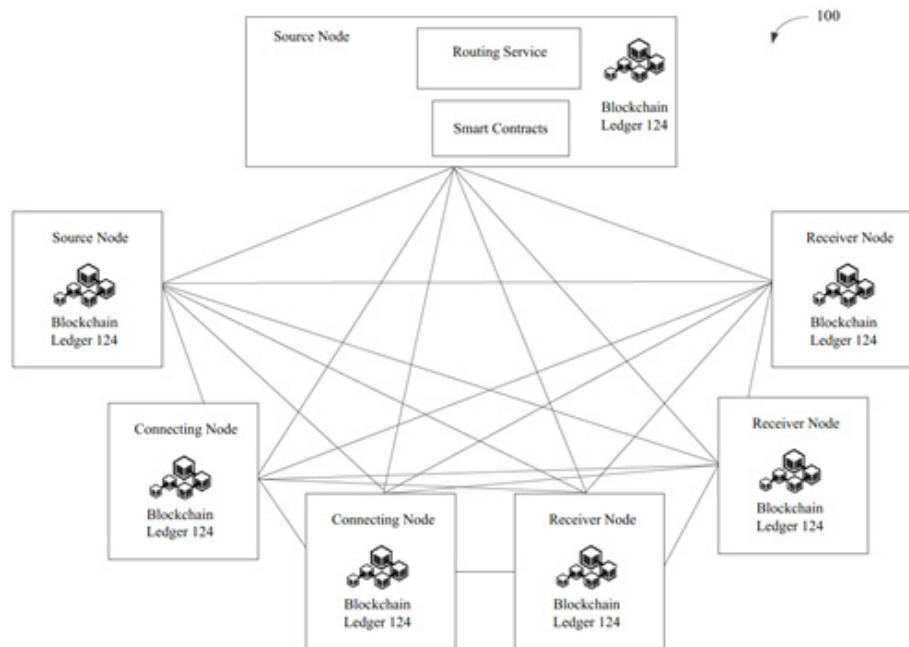 100
Source Node
Routing Service
Blockchain
Ledger 124
Smart Contracts
Source Node
Blockchain
Ledger 124
Receiver Node
Blockchain
Ledger 124
Connecting Node
Blockchain
Ledger 124
Receiver Node
Blockchain
Ledger 124
Connecting Node
Blockchain
Ledger 124
Receiver Node
Blockchain
Ledger 124